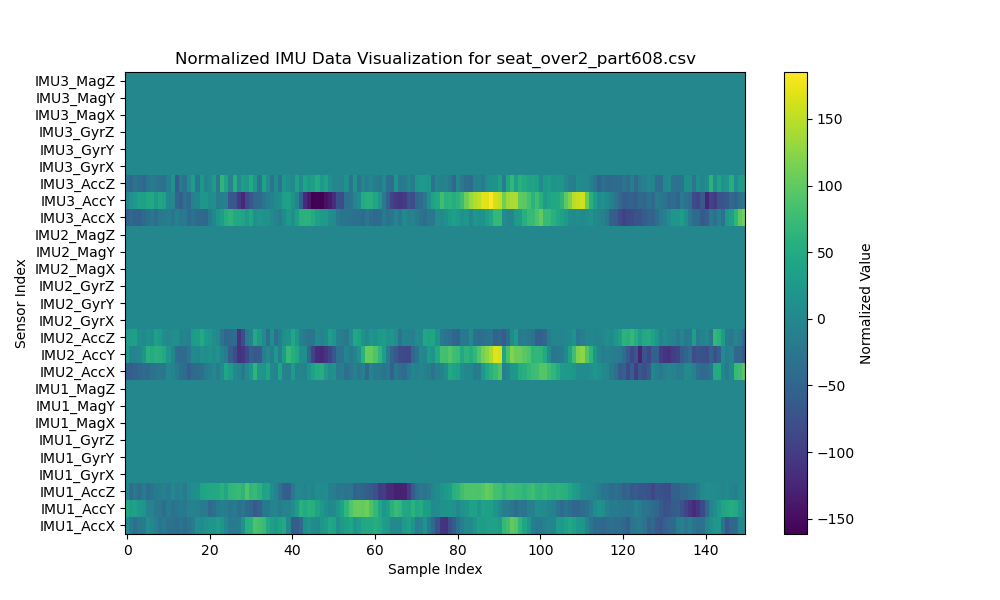 Normalized IMU Data Visualization for seat_over2_part608.csv
IMU3_MagZ
IMU3_MagY
IMU3_MagX
IMU3_GyrZ
IMU3_GyrY
IMU3_GyrX
IMU3_AccZ
IMU3_AccY
IMU3_AccX
IMU2_MagZ
IMU2_MagY
IMU2_MagX
IMU2_GyrZ
IMU2_GyrY
IMU2_GyrX
IMU2_AccZ
IMU2_AccY
IMU2_AccX
IMU1_MagZ
IMU1_MagY
IMU1_MagX
IMU1_GyrZ
IMU1_GyrY
IMU1_GyrX
IMU1_AccZ
IMU1_AccY
IMU1_AccX
Sensor Index
0 20 40 60 80 100 120 140
Sample Index
150
100
50
0
−50
−100
−150
Normalized Value